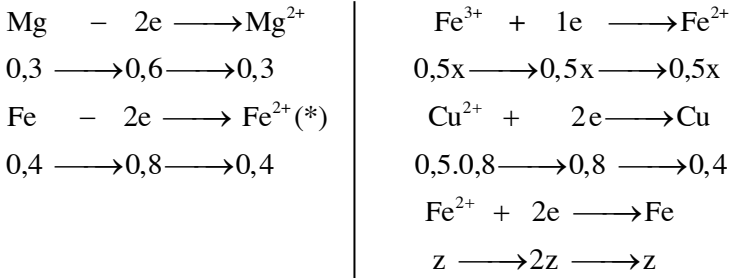 Mg − 2e ⟶ Mg²⁺
0,3 ⟶ 0,6 ⟶ 0,3
Fe − 2e ⟶ Fe²⁺(*)
0,4 ⟶ 0,8 ⟶ 0,4
Fe³⁺ + 1e ⟶ Fe²⁺
0,5x ⟶ 0,5x ⟶ 0,5x
Cu²⁺ + 2e ⟶ Cu
0,5.0,8 ⟶ 0,8 ⟶ 0,4
Fe²⁺ + 2e ⟶ Fe
z ⟶ 2z ⟶ z